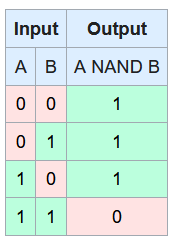 Input Output
A B A NAND B
0 0 1
0 1 1
1 0 1
1 1 0